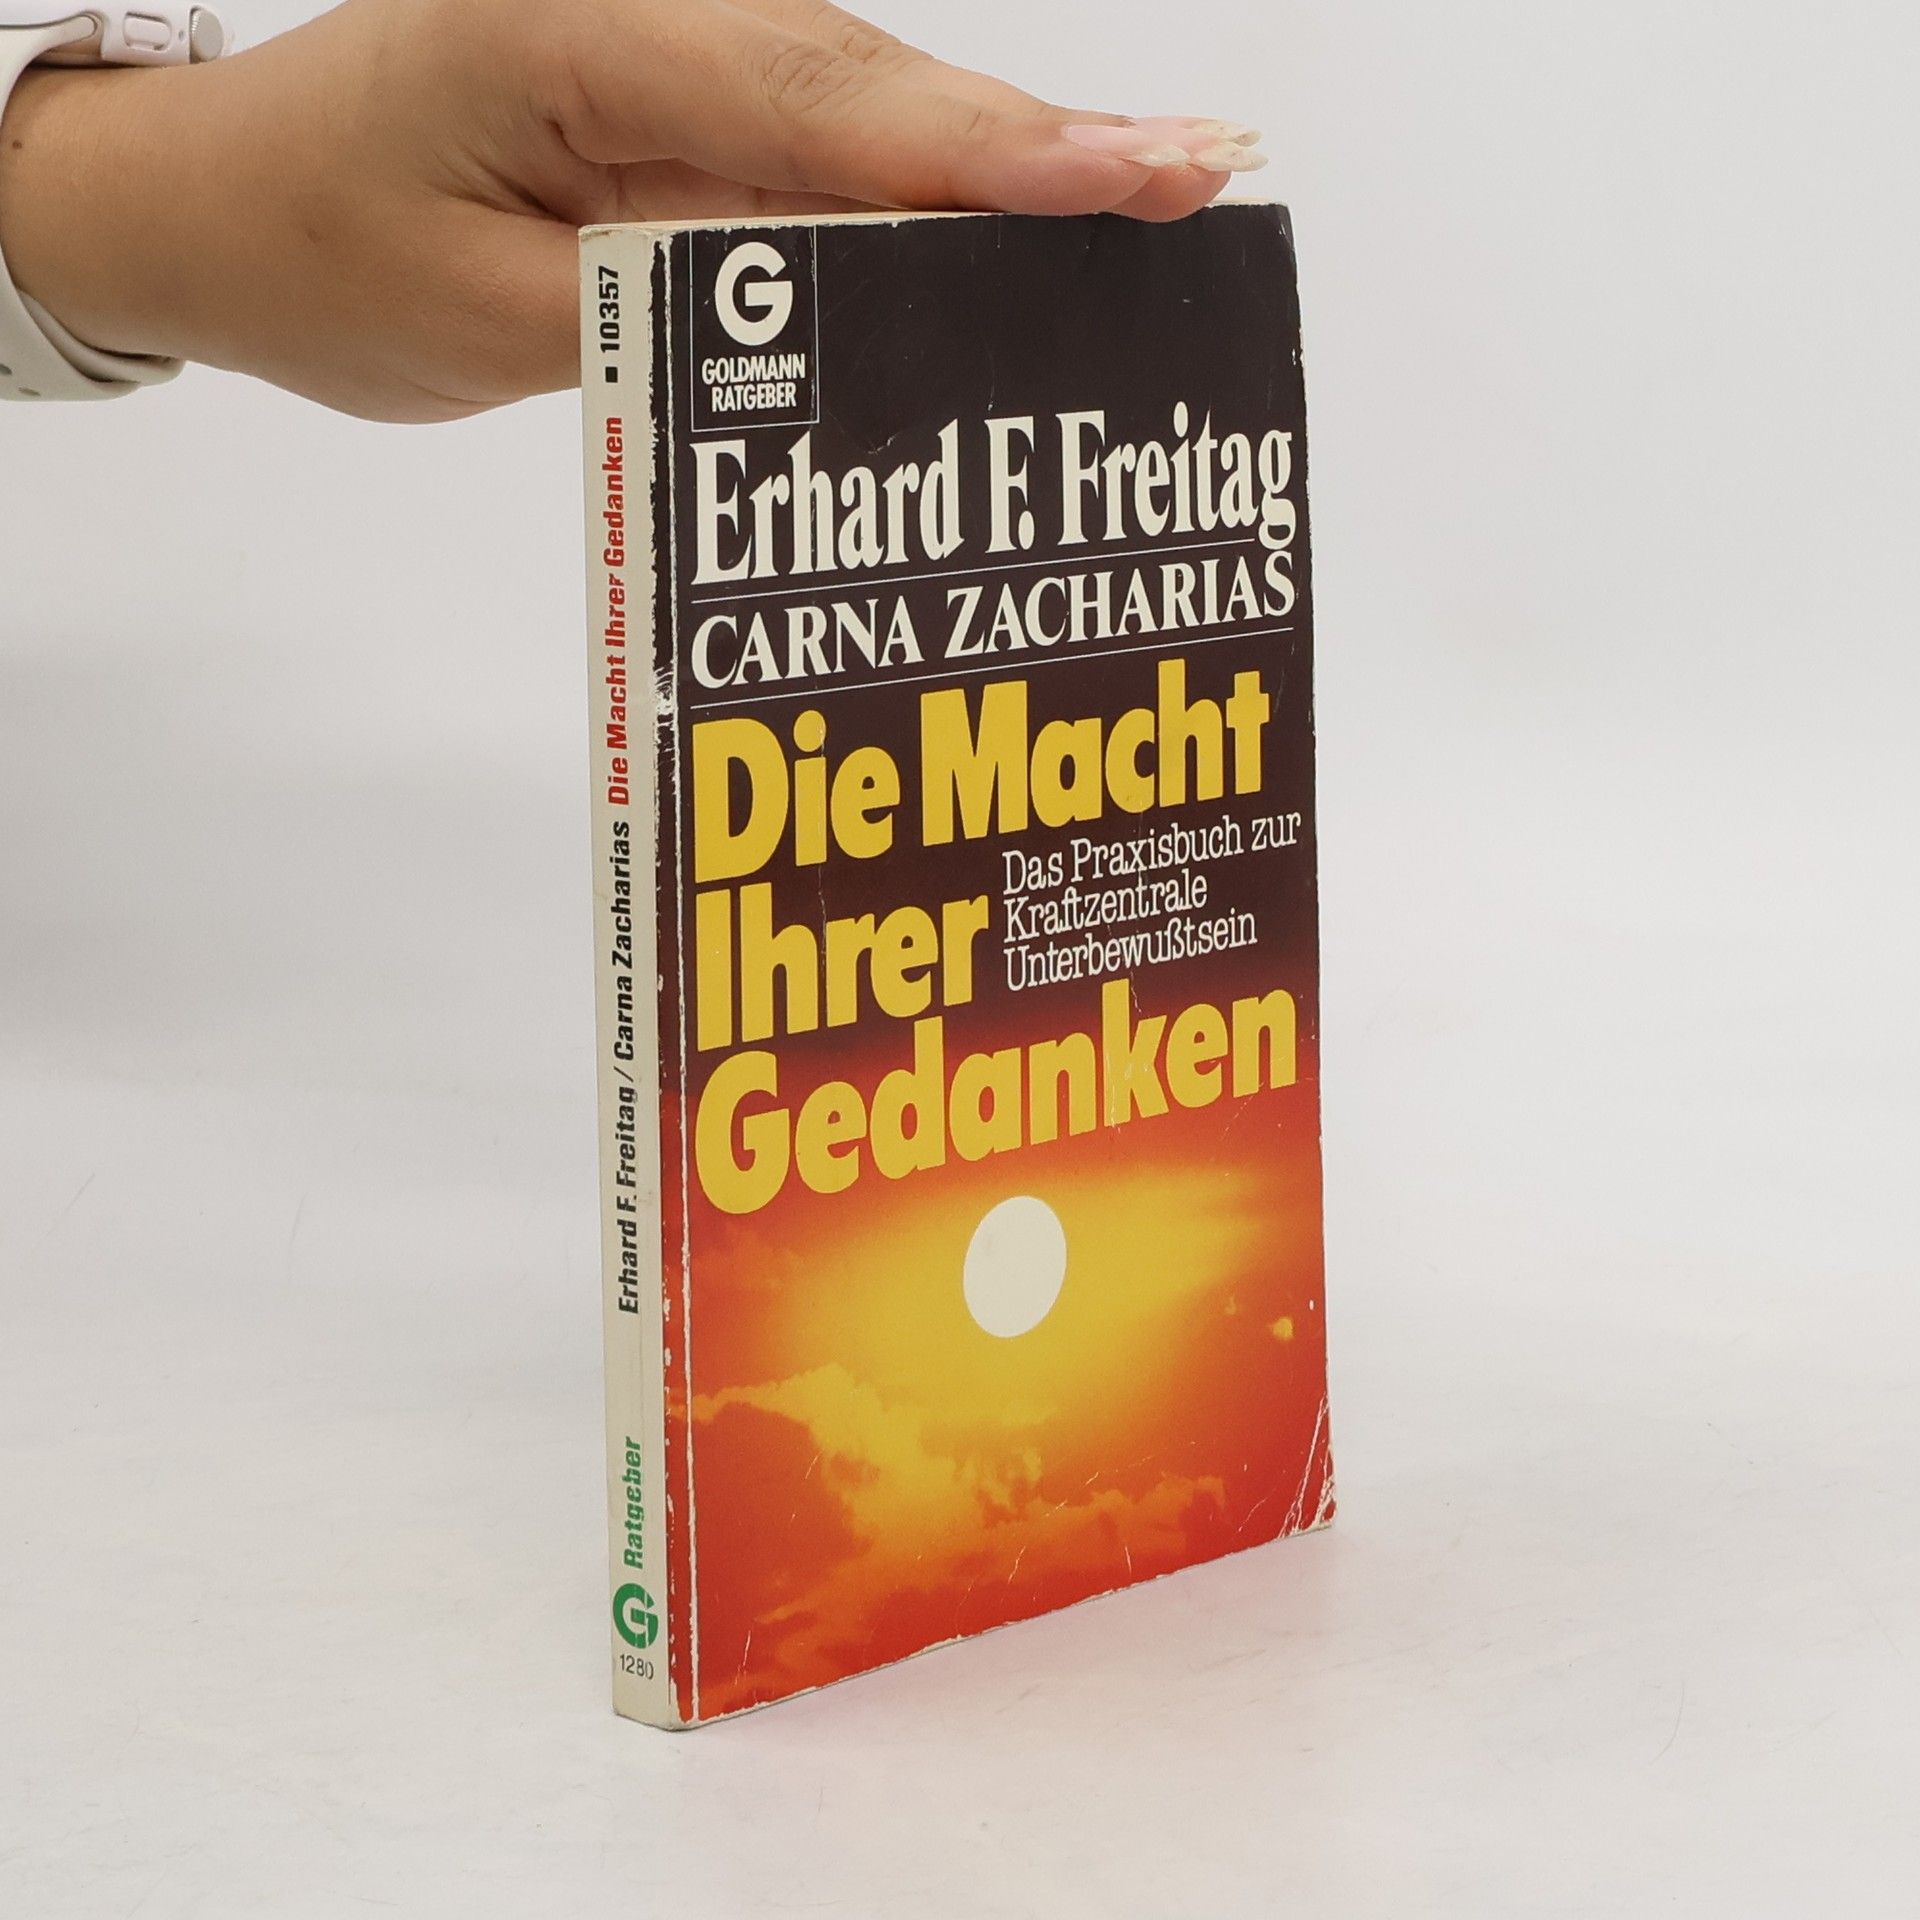 G
GOLDMANN
RATGEBER
Erhard F. Freitag
CARNA ZACHARIAS
Die Macht
Ihrer
Das Praxisbuch zur
Kraftzentrale
Unterbewußtsein
Gedanken
10357
Erhard F. Freitag / Carna Zacharias Die Macht Ihrer Gedanken ■
Ratgeber
G
1280